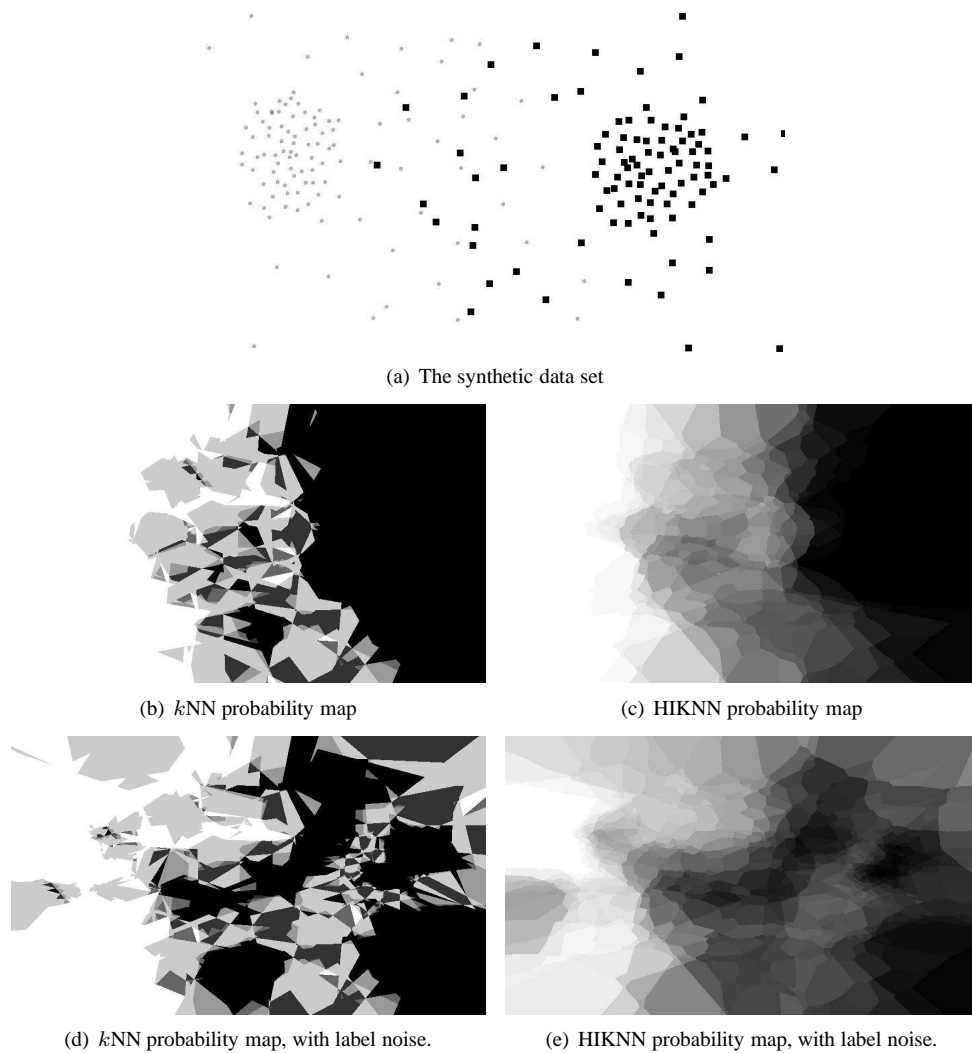 (a) The synthetic data set
(b) kNN probability map
(c) HIKNN probability map
(d) kNN probability map, with label noise.
(e) HIKNN probability map, with label noise.